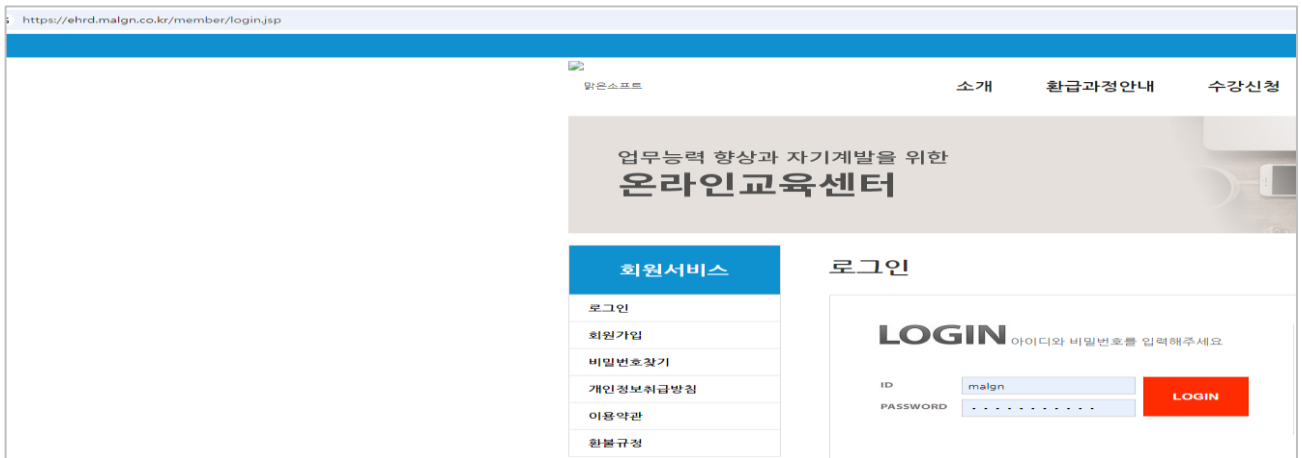 https://ehrd.malgn.co.kr/member/login.jsp
맑은소프트
소개 환급과정안내 수강신청
업무능력 향상과 자기계발을 위한
온라인교육센터
회원서비스
로그인
회원가입
비밀번호찾기
개인정보취급방침
이용약관
환불규정
로그인
LOGIN 아이디와 비밀번호를 입력해주세요
ID malgn
PASSWORD ···········
LOGIN